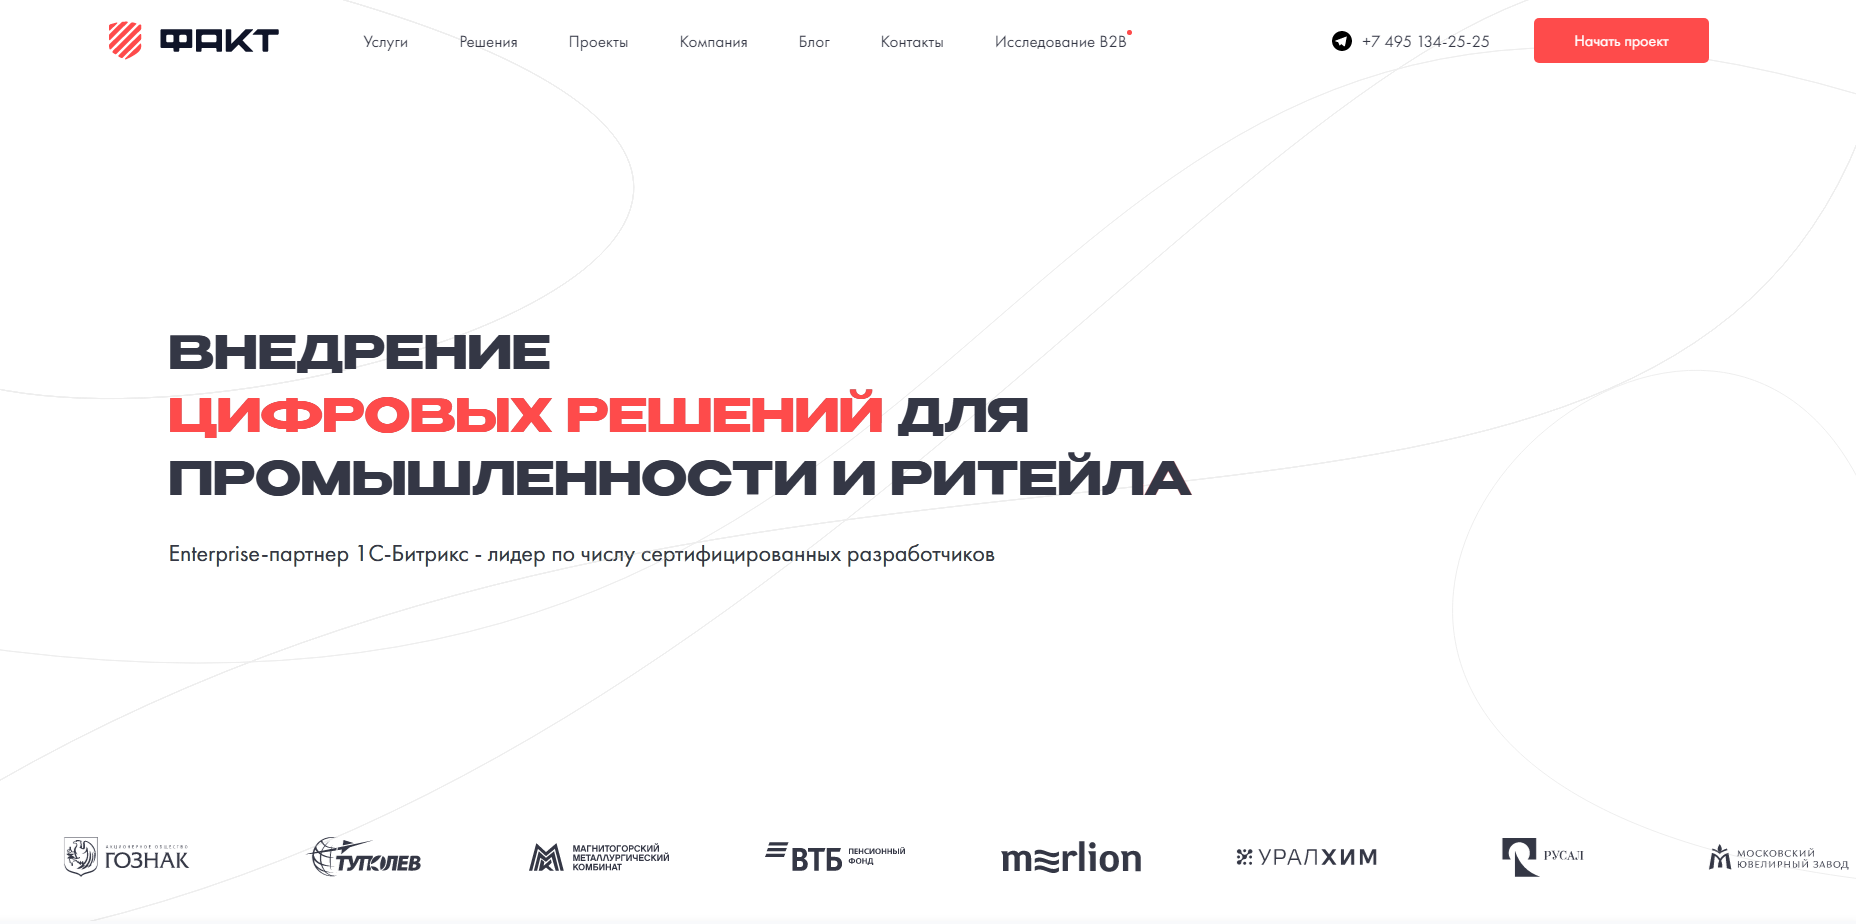 ФАКТ
Услуги
Решения
Проекты
Компания
Блог
Контакты
Исследование B2B
+7 495 134-25-25
Начать проект
ВНЕДРЕНИЕ
ЦИФРОВЫХ РЕШЕНИЙ ДЛЯ
ПРОМЫШЛЕННОСТИ И РИТЕЙЛА
Enterprise-партнер 1С-Битрикс - лидер по числу сертифицированных разработчиков
АКЦИОНЕРНОЕ ОБЩЕСТВО
ГОЗНАК
ТУПОЛЕВ
МАГНИТОГОРСКИЙ
МЕТАЛЛУРГИЧЕСКИЙ
КОМБИНАТ
ВТБ
ПЕНСИОННЫЙ
ФОНД
merlion
УРАЛХИМ
РУСАЛ
МОСКОВСКИЙ
ЮВЕЛИРНЫЙ ЗАВОД